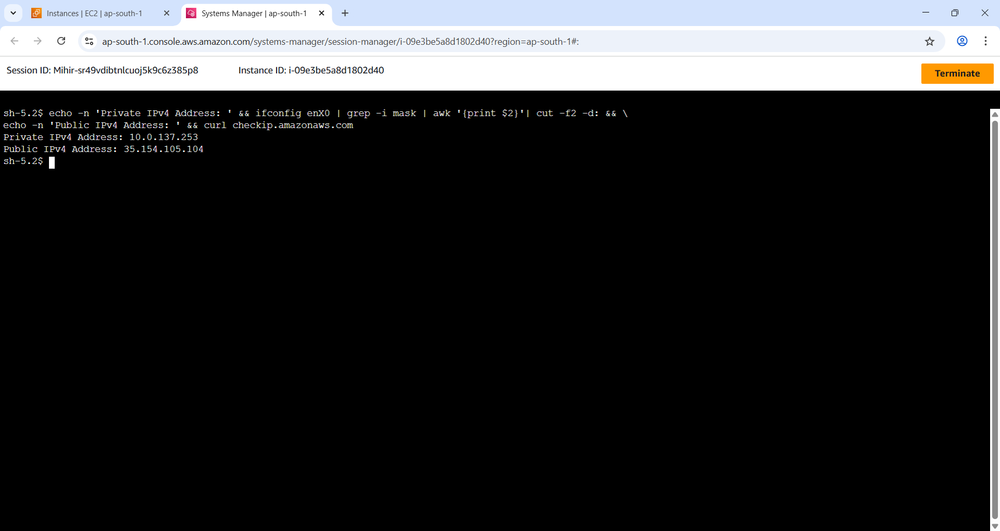 Instances | EC2 | ap-south-1
Systems Manager | ap-south-1
ap-south-1.console.aws.amazon.com/systems-manager/session-manager/i-09e3be5a8d1802d40?region=ap-south-1#:
Session ID: Mihir-sr49vdibtnlcuoj5k9c6z385p8
Instance ID: i-09e3be5a8d1802d40
Terminate
sh-5.2$ echo -n 'Private IPv4 Address: ' && ifconfig enX0 | grep -i mask | awk '{print $2}'| cut -f2 -d: && \
echo -n 'Public IPv4 Address: ' && curl checkip.amazonaws.com
Private IPv4 Address: 10.0.137.253
Public IPv4 Address: 35.154.105.104
sh-5.2$